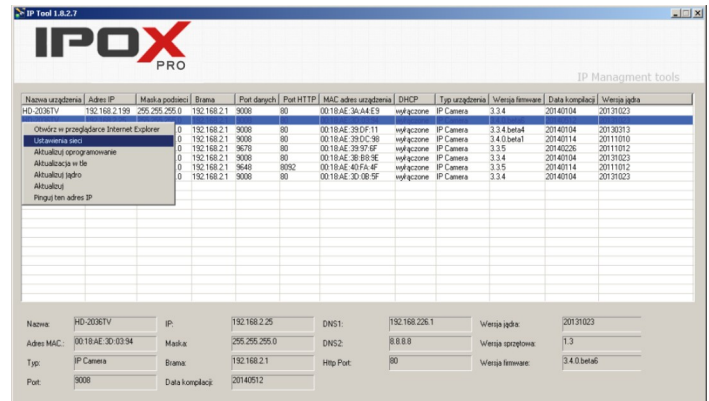 IP Tool 1.8.2.7
IPOX
PRO
IP Managment tools
Nazwa urządzenia Adres IP Maska podsieci Brama Port danych Port HTTP MAC adres urządzenia DHCP Typ urządzenia Wersja firmware Data kompilacji Wersja jądra
HD-2036TV 192.168.2.199 255.255.255.0 192.168.2.1 9008 80 00:18:AE:3A:A4:E9 wyłączone IP Camera 3.3.4 20140104 20131023
Otwórz w przeglądarce Internet Explorer .0 192.168.2.1 9008 80 00:18:AE:39:DF:11 wyłączone IP Camera 3.3.4.beta4 20140104 20130313
Ustawienia sieci .0 192.168.2.1 9008 80 00:18:AE:39:DC:98 wyłączone IP Camera 3.4.0.beta1 20140114 20111010
Aktualizuj oprogramowanie .0 192.168.2.1 9678 80 00:18:AE:39:97:6F wyłączone IP Camera 3.3.5 20140226 20111012
Aktualizacja w tle .0 192.168.2.1 9008 80 00:18:AE:3B:B8:9E wyłączone IP Camera 3.3.4 20140104 20131023
Aktualizuj jądro .0 192.168.2.1 9648 8092 00:18:AE:40:FA:4F wyłączone IP Camera 3.3.5 20140114 20111012
Aktualizuj .0 192.168.2.1 9008 80 00:18:AE:3D:0B:5F wyłączone IP Camera 3.3.4 20140104 20131023
Pinguj ten adres IP
Nazwa: HD-2036TV IP: 192.168.2.25 DNS1: 192.168.226.1 Wersja jądra: 20131023
Adres MAC: 00:18:AE:3D:03:94 Maska: 255.255.255.0 DNS2: 8.8.8.8 Wersja sprzętowa: 1.3
Typ: IP Camera Brama: 192.168.2.1 Http Port: 80 Wersja firmware: 3.4.0.beta6
Port: 9008 Data kompilacji: 20140512